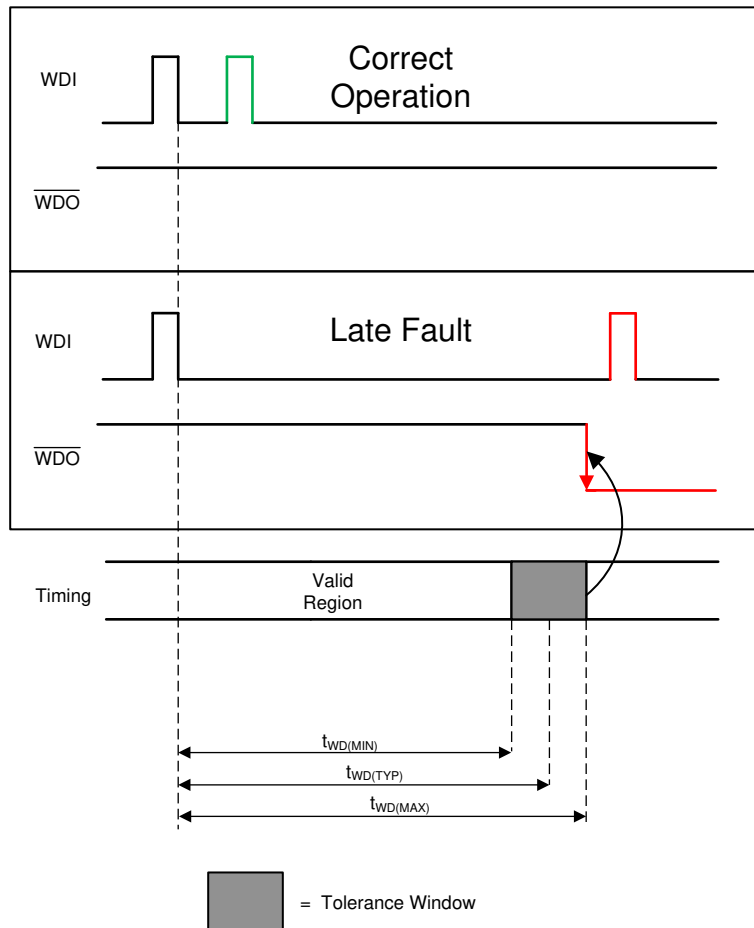 WDI
Correct
Operation
WDO
WDI
Late Fault
WDO
Timing
Valid
Region
tWD(MIN)
tWD(TYP)
tWD(MAX)
= Tolerance Window